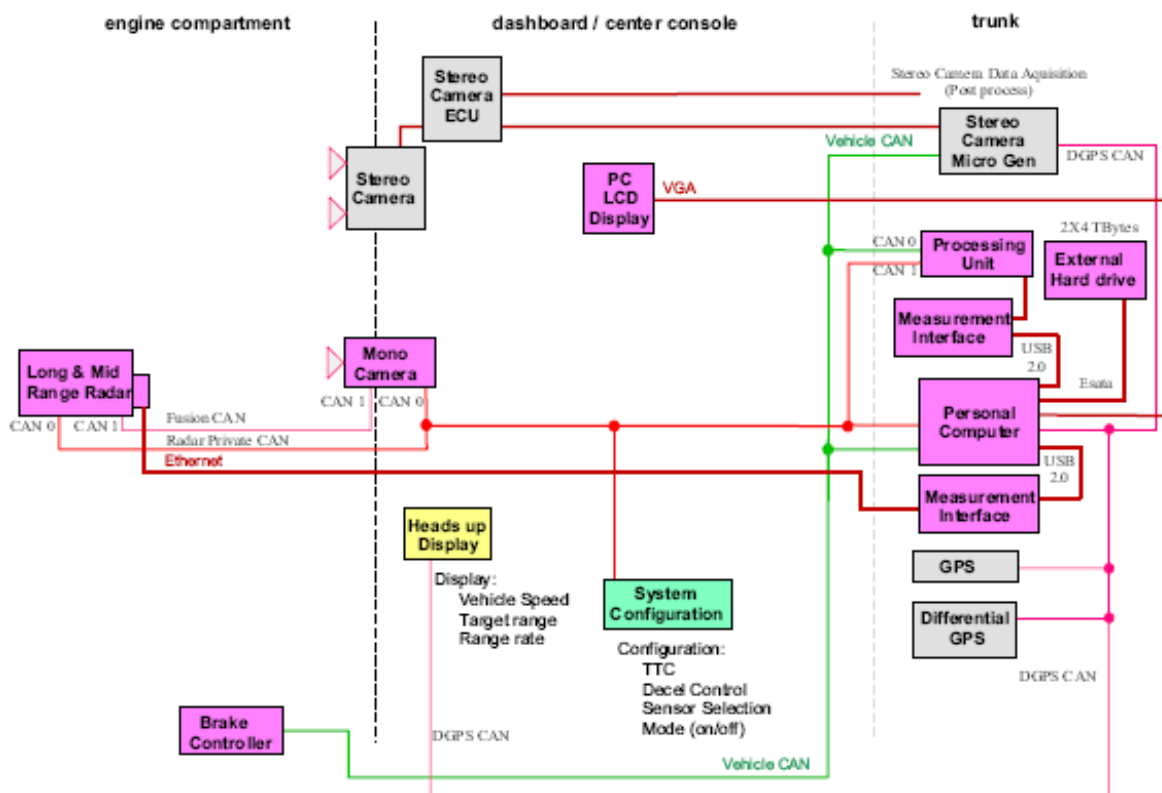 engine compartment
dashboard / center console
trunk
Stereo
Camera
ECU
Stereo Camera Data Aquisition
(Post process)
Stereo
Camera
Micro Gen
Vehicle CAN
DGPS CAN
Stereo
Camera
PC
LCD
Display
VGA
2X4 TBytes
CAN 0
Processing
Unit
CAN 1
External
Hard drive
Measurement
Interface
USB
2.0
Esata
Mono
Camera
Long & Mid
Range Radar
CAN 1
CAN 0
Personal
Computer
CAN 0
CAN 1
Fusion CAN
Radar Private CAN
Ethernet
USB
2.0
Measurement
Interface
Heads up
Display
GPS
Display:
Vehicle Speed
Target range
Range rate
System
Configuration
Differential
GPS
Configuration:
TTC
Decel Control
Sensor Selection
Mode (on/off)
DGPS CAN
Brake
Controller
DGPS CAN
Vehicle CAN